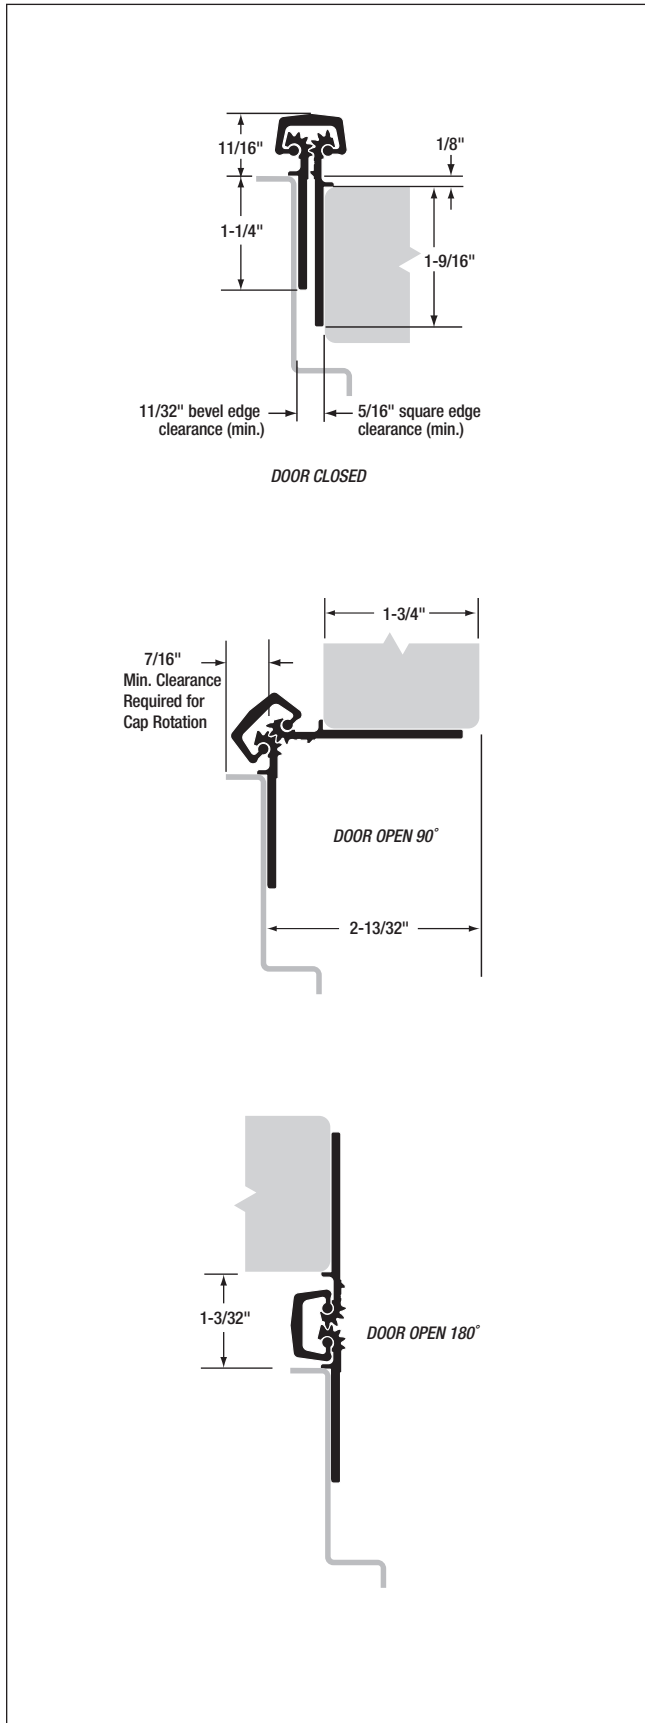 11/16"
1/8"
1-1/4"
1-9/16"
11/32" bevel edge
clearance (min.)
5/16" square edge
clearance (min.)
DOOR CLOSED
1-3/4"
7/16"
Min. Clearance
Required for
Cap Rotation
DOOR OPEN 90°
2-13/32"
1-3/32"
DOOR OPEN 180°